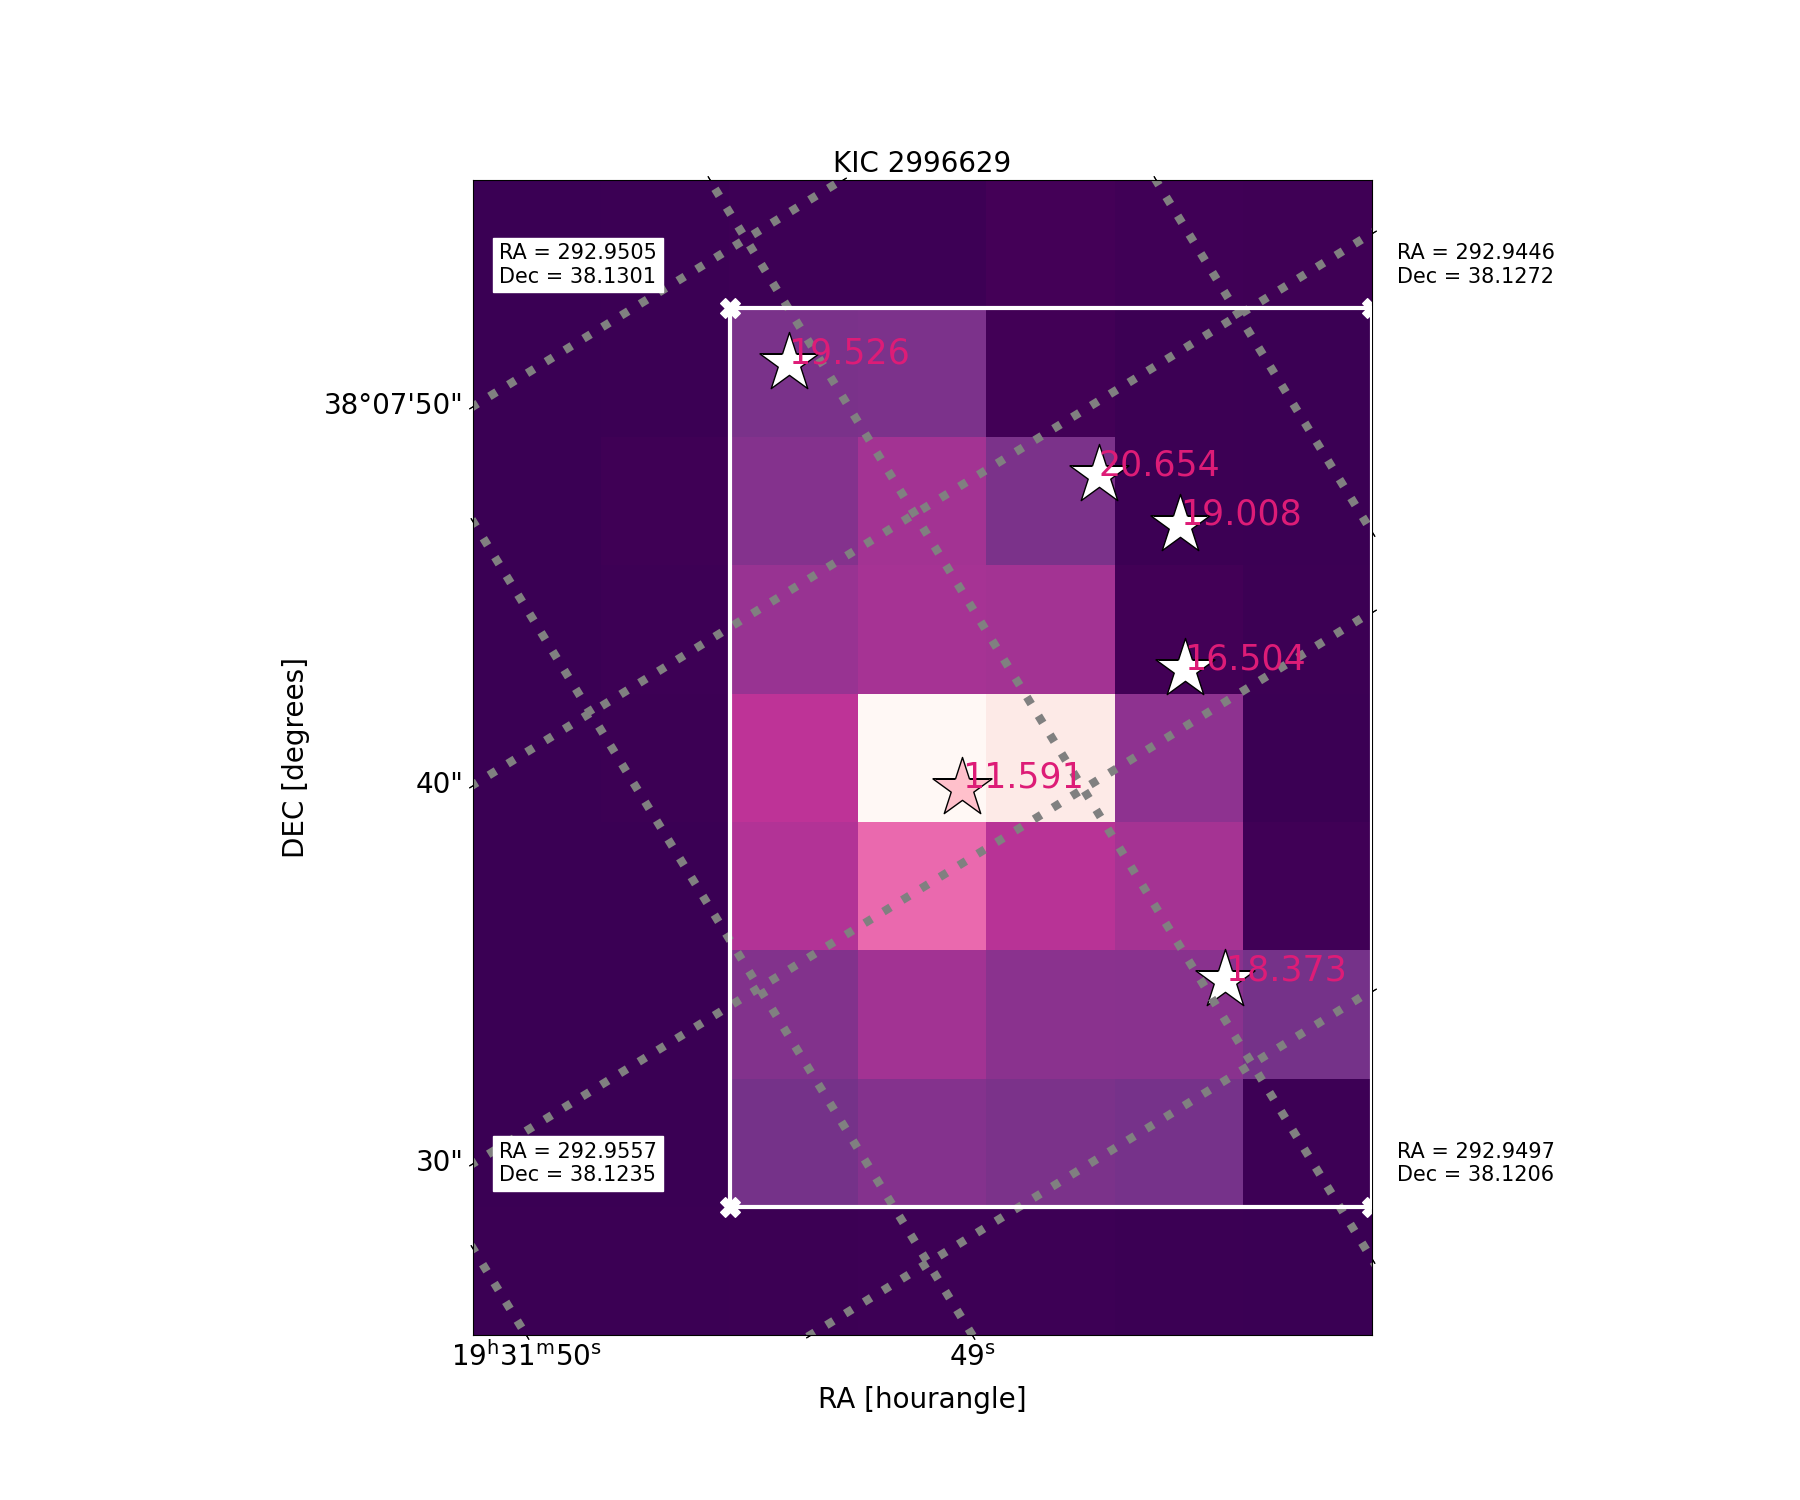 KIC 2996629
RA = 292.9505
Dec = 38.1301
RA = 292.9446
Dec = 38.1272
19.526
38°07'50"
20.654
19.008
16.504
11.591
40"
DEC [degrees]
18.373
30"
RA = 292.9557
Dec = 38.1235
RA = 292.9497
Dec = 38.1206
19ʰ31ᵐ50ˢ
49ˢ
RA [hourangle]